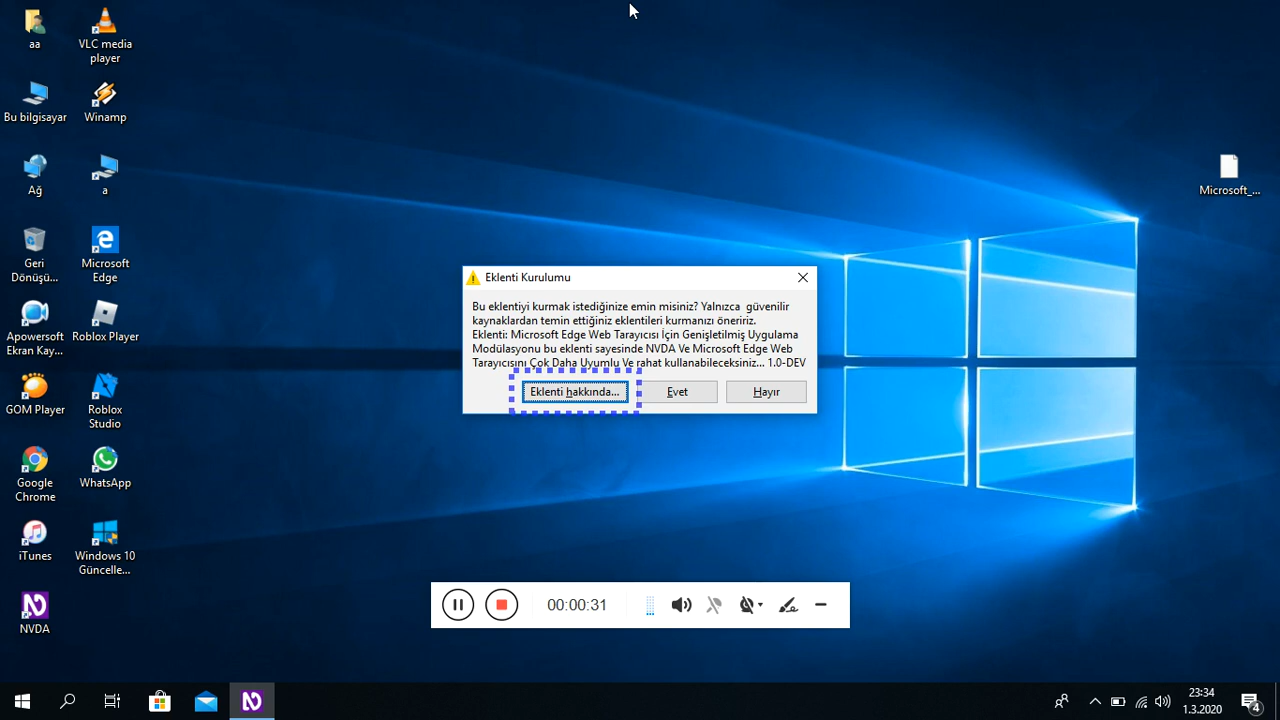 aa
VLC media
player
Bu bilgisayar
Winamp
Ağ
a
Microsoft_...
Geri
Dönüşü...
Microsoft
Edge
Apowersoft
Ekran Kay...
Roblox Player
GOM Player
Roblox
Studio
Google
Chrome
WhatsApp
iTunes
Windows 10
Güncelle...
NVDA
Eklenti Kurulumu
Bu eklentiyi kurmak istediğinize emin misiniz? Yalnızca güvenilir
kaynaklardan temin ettiğiniz eklentileri kurmanızı öneririz.
Eklenti: Microsoft Edge Web Tarayıcısı İçin Genişletilmiş Uygulama
Modülasyonu bu eklenti sayesinde NVDA Ve Microsoft Edge Web
Tarayıcısını Çok Daha Uyumlu Ve rahat kullanabileceksiniz... 1.0-DEV
Eklenti hakkında...
Evet
Hayır
00:00:31
23:34
1.3.2020
4